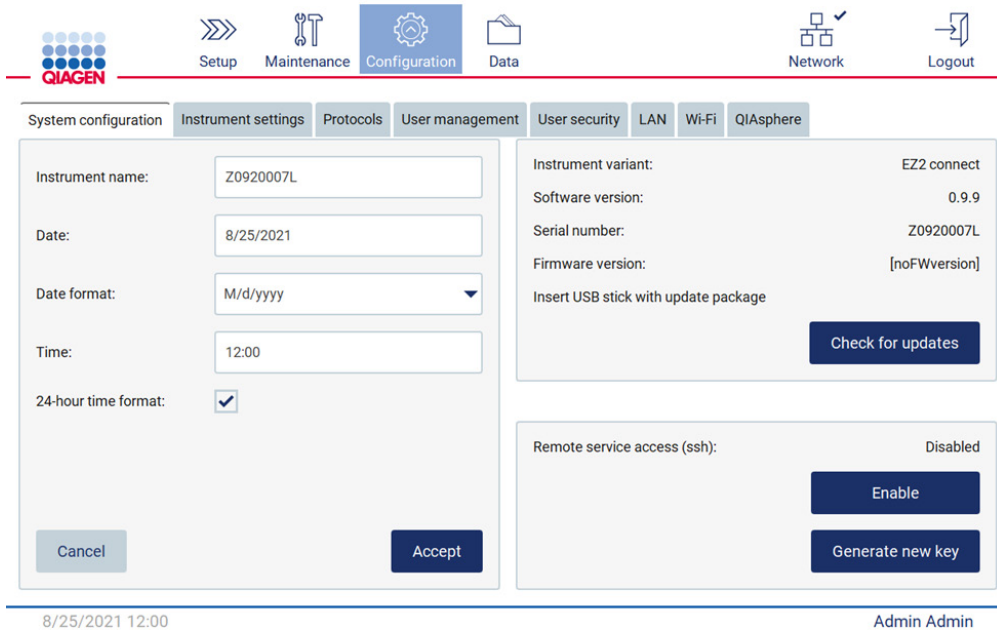 QIAGEN
Setup
Maintenance
Configuration
Data
Network
Logout
System configuration
Instrument settings
Protocols
User management
User security
LAN
Wi-Fi
QIAsphere
Instrument name:
Z0920007L
Date:
8/25/2021
Date format:
M/d/yyyy
Time:
12:00
24-hour time format:
Cancel
Accept
Instrument variant:
EZ2 connect
Software version:
0.9.9
Serial number:
Z0920007L
Firmware version:
[noFWversion]
Insert USB stick with update package
Check for updates
Remote service access (ssh):
Disabled
Enable
Generate new key
8/25/2021 12:00
Admin Admin